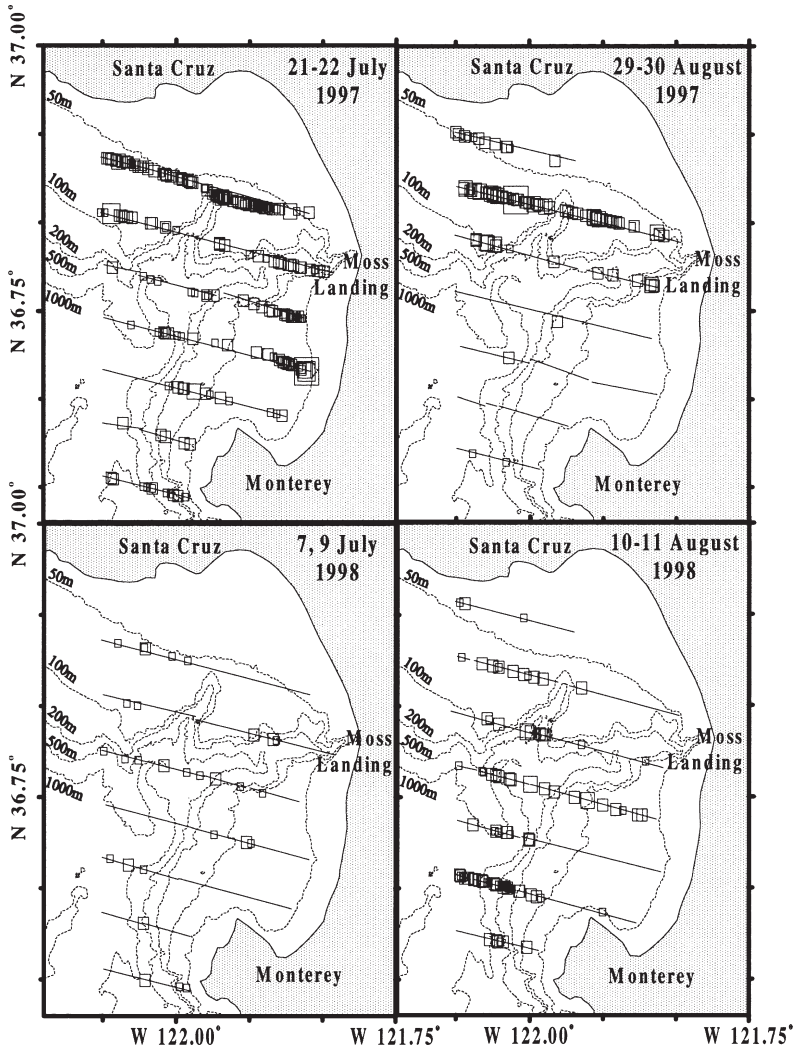 N 37.00°
Santa Cruz
21-22 July
1997
50m
100m
200m
500m
1000m
Moss
Landing
N 36.75°
Monterey
Santa Cruz
29-30 August
1997
50m
100m
200m
500m
1000m
Moss
Landing
Monterey
N 37.00°
Santa Cruz
7, 9 July
1998
50m
100m
200m
500m
1000m
Moss
Landing
N 36.75°
Monterey
Santa Cruz
10-11 August
1998
50m
100m
200m
500m
1000m
Moss
Landing
Monterey
W 122.00°
W 121.75°
W 122.00°
W 121.75°